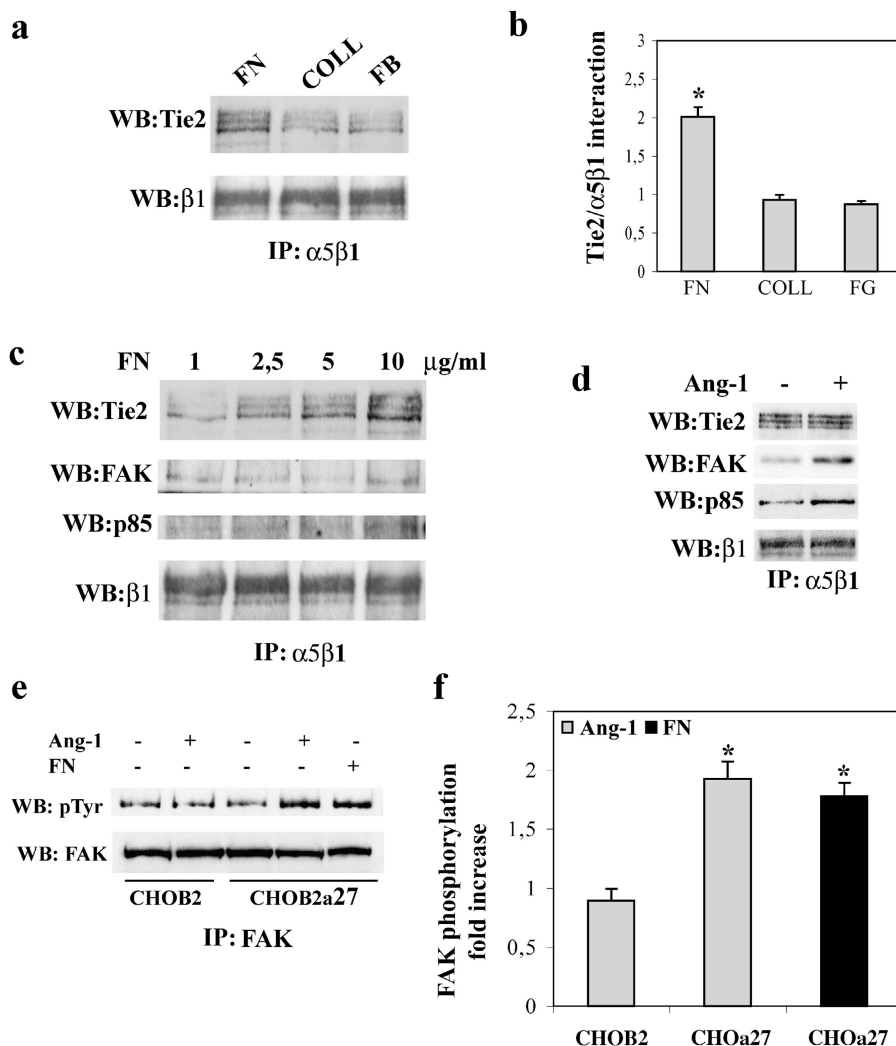 a
FN COLL FB
WB:Tie2
WB:β1
IP: α5β1
b
Tie2/α5β1 interaction
3
2,5
2
1,5
1
0,5
0
FN COLL FG
*
c
FN 1 2,5 5 10 μg/ml
WB:Tie2
WB:FAK
WB:p85
WB:β1
IP: α5β1
d
Ang-1 - +
WB:Tie2
WB:FAK
WB:p85
WB:β1
IP: α5β1
e
Ang-1 - + - + -
FN - - - - +
WB: pTyr
WB: FAK
CHOB2 CHOB2a27
IP: FAK
f
FAK phosphorylation
fold increase
2,5
2
1,5
1
0,5
0
Ang-1 FN
* *
CHOB2 CHOa27 CHOa27